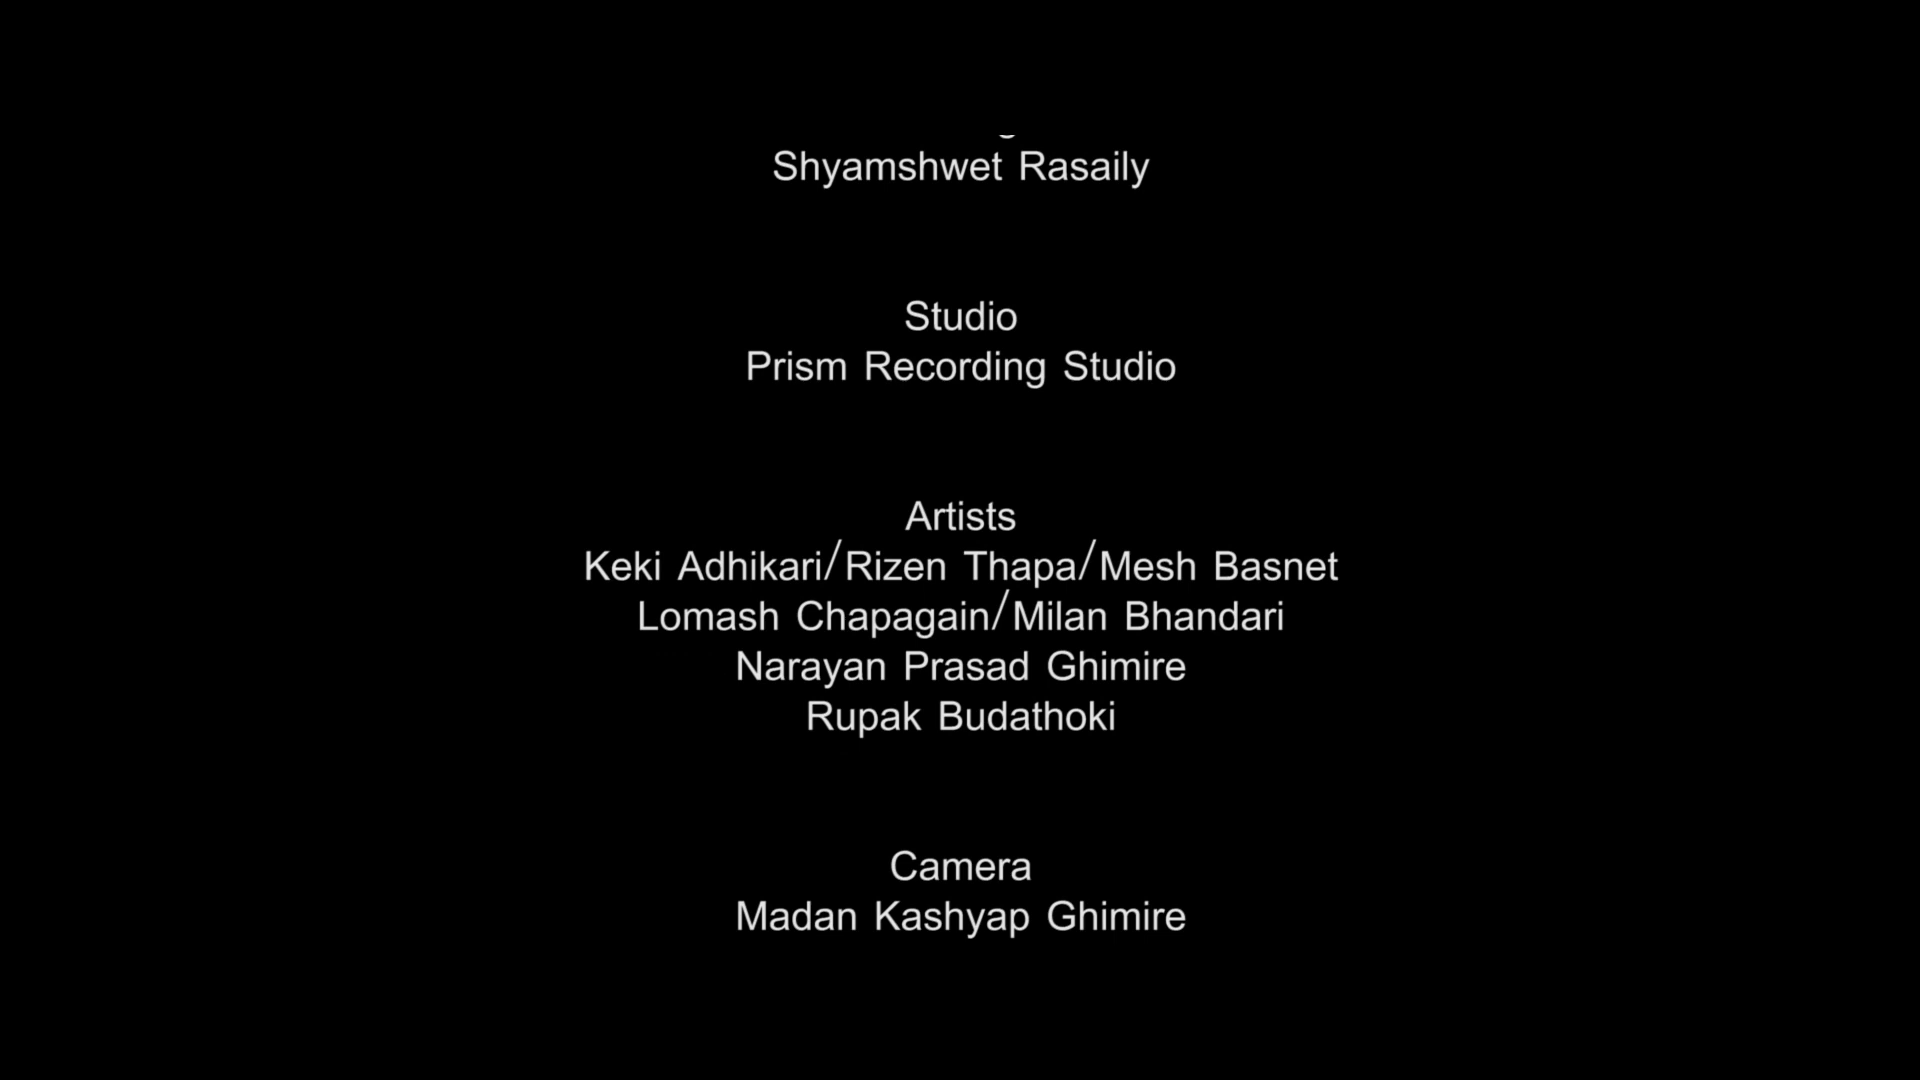 Shyamshwet Rasaily
Studio
Prism Recording Studio
Artists
Keki Adhikari/Rizen Thapa/Mesh Basnet
Lomash Chapagain/Milan Bhandari
Narayan Prasad Ghimire
Rupak Budathoki
Camera
Madan Kashyap Ghimire